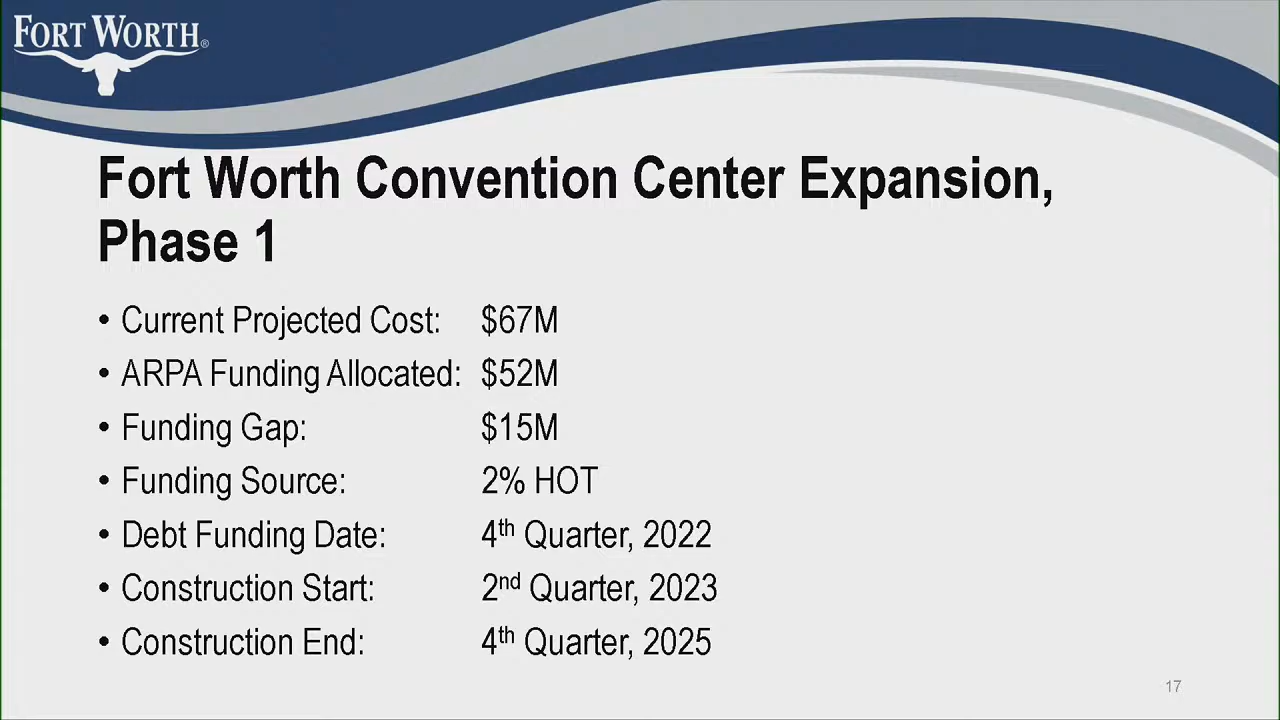 FORT WORTH®
Fort Worth Convention Center Expansion,
Phase 1
• Current Projected Cost: $67M
• ARPA Funding Allocated: $52M
• Funding Gap: $15M
• Funding Source: 2% HOT
• Debt Funding Date: 4th Quarter, 2022
• Construction Start: 2nd Quarter, 2023
• Construction End: 4th Quarter, 2025
17